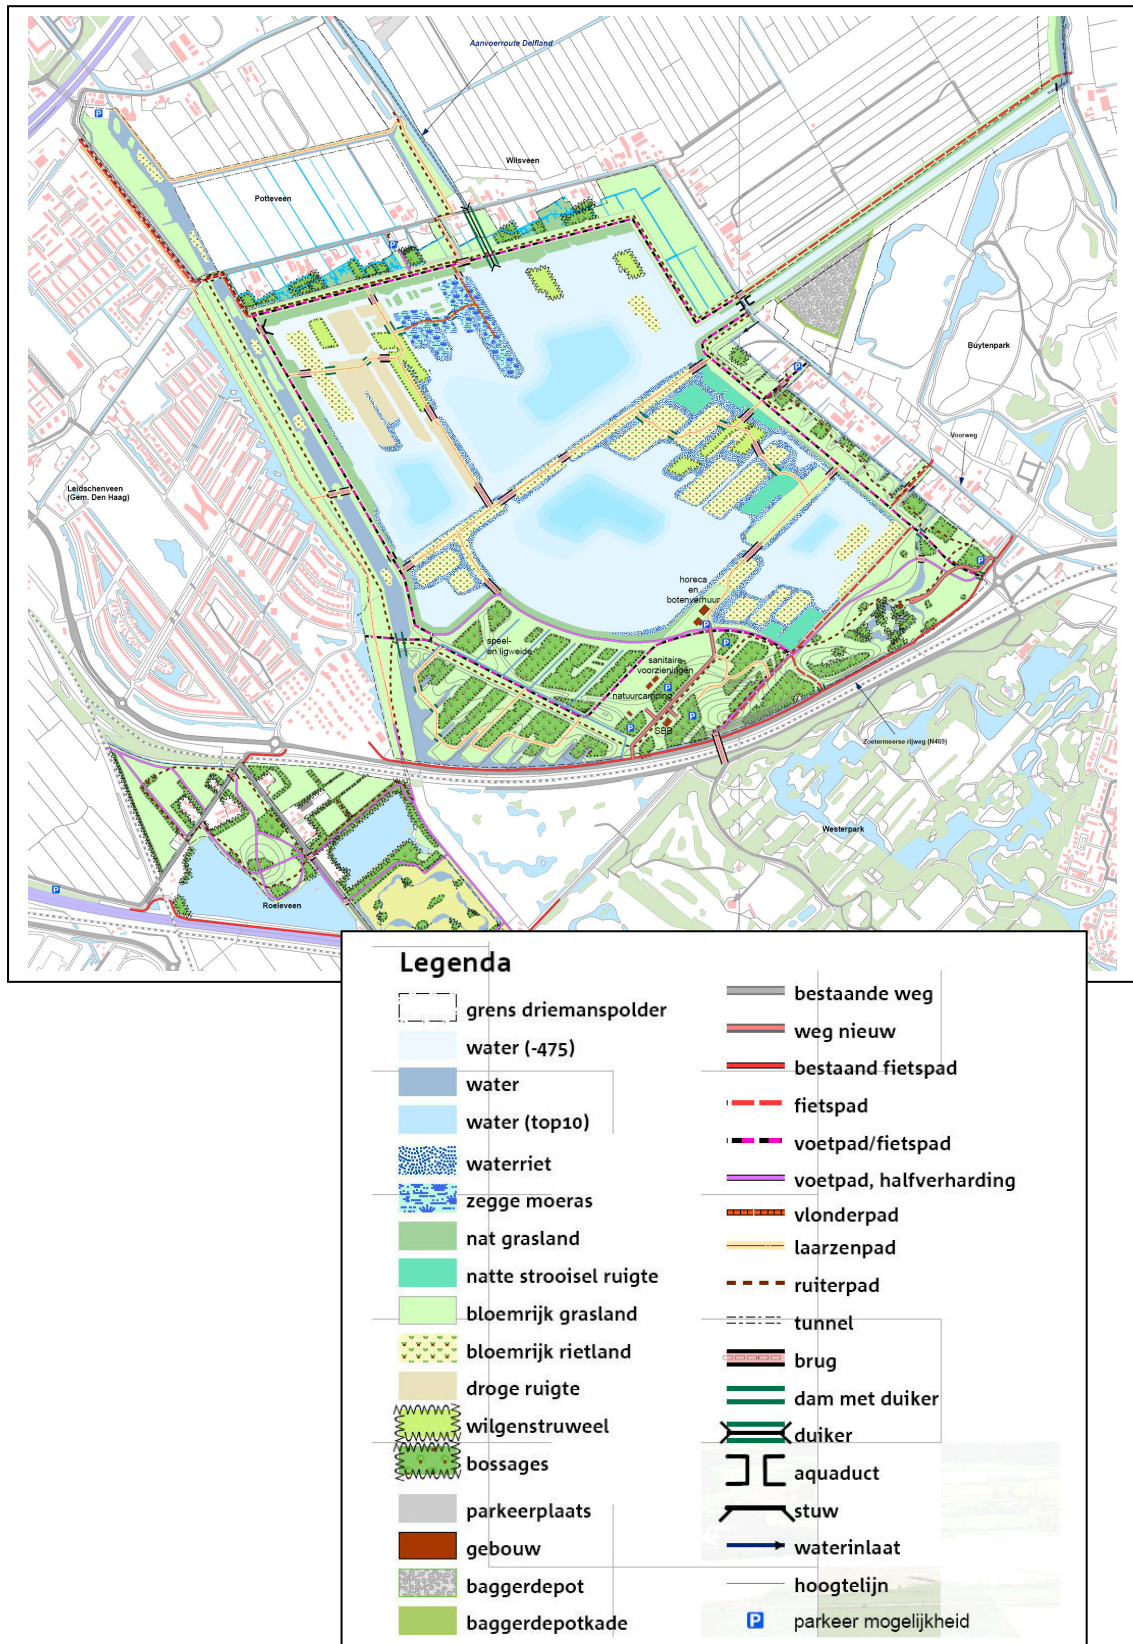 Aanvoerroute Delfland
Wilsveen
Potteveen
Buytenpark
Voorweg
Leidschenveen
(Gem. Den Haag)
horeca
en
botenverhuur
speel-
en ligweide
sanitaire
voorzieningen
natuurcamping
SBB
Zoetermeerse rijweg (N469)
Westerpark
Roeleveen
P
P
P
P
P
P
P
P
P
P
Legenda
grens driemanspolder
water (-475)
water
water (top10)
waterriet
zegge moeras
nat grasland
natte strooisel ruigte
bloemrijk grasland
bloemrijk rietland
droge ruigte
wilgenstruweel
bossages
parkeerplaats
gebouw
baggerdepot
baggerdepotkade
bestaande weg
weg nieuw
bestaand fietspad
fietspad
voetpad/fietspad
voetpad, halfverharding
vlonderpad
laarzenpad
ruiterpad
tunnel
brug
dam met duiker
duiker
aquaduct
stuw
waterinlaat
hoogtelijn
P parkeer mogelijkheid